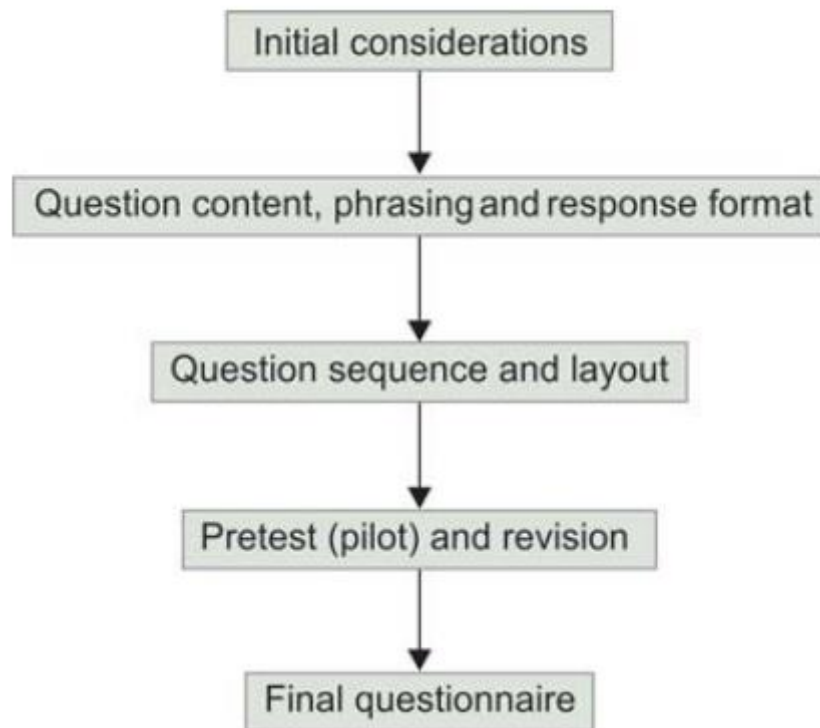 Initial considerations
Question content, phrasing and response format
Question sequence and layout
Pretest (pilot) and revision
Final questionnaire